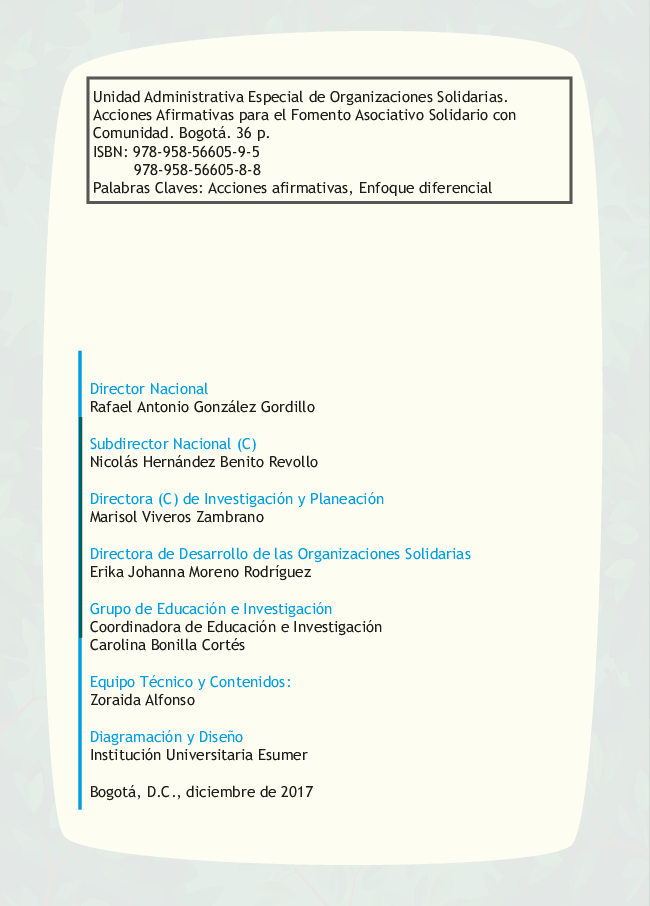 Unidad Administrativa Especial de Organizaciones Solidarias.
Acciones Afirmativas para el Fomento Asociativo Solidario con
Comunidad. Bogotá. 36 p.
ISBN: 978-958-56605-9-5
978-958-56605-8-8
Palabras Claves: Acciones afirmativas, Enfoque diferencial
Director Nacional
Rafael Antonio González Gordillo
Subdirector Nacional (C)
Nicolás Hernández Benito Revollo
Directora (C) de Investigación y Planeación
Marisol Viveros Zambrano
Directora de Desarrollo de las Organizaciones Solidarias
Erika Johanna Moreno Rodríguez
Grupo de Educación e Investigación
Coordinadora de Educación e Investigación
Carolina Bonilla Cortés
Equipo Técnico y Contenidos:
Zoraida Alfonso
Diagramación y Diseño
Institución Universitaria Esumer
Bogotá, D.C., diciembre de 2017